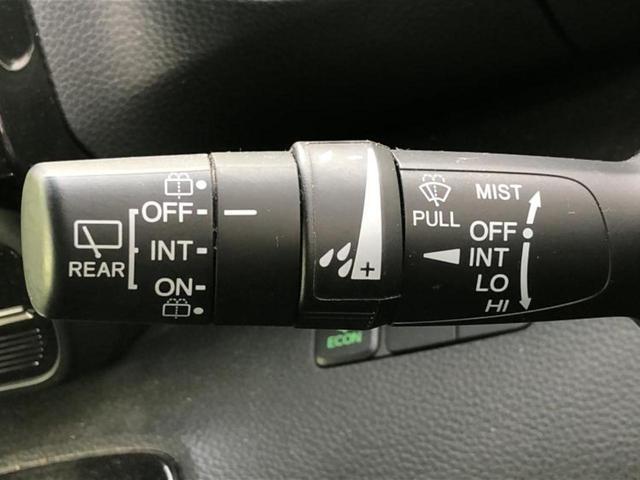 OFF
INT
ON
REAR
- +
PULL
MIST
OFF
INT
LO
HI
ECON